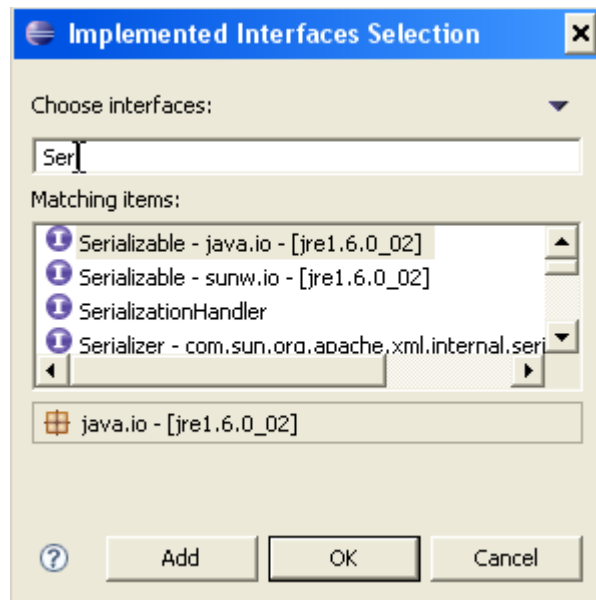 Implemented Interfaces Selection
Choose interfaces:
Ser
Matching items:
Serializable - java.io - [jre1.6.0_02]
Serializable - sunw.io - [jre1.6.0_02]
SerializationHandler
Serializer - com.sun.org.apache.xml.internal.seri
java.io - [jre1.6.0_02]
Add OK Cancel